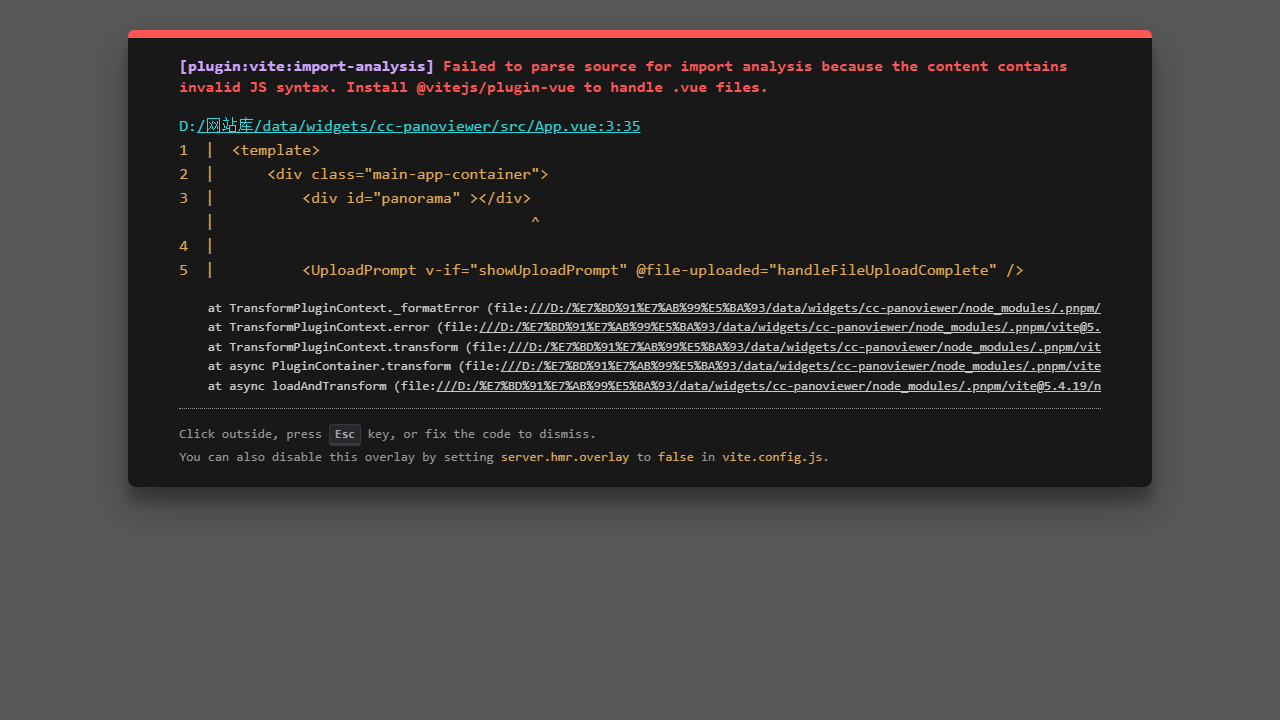 [plugin:vite:import-analysis] Failed to parse source for import analysis because the content contains
invalid JS syntax. Install @vitejs/plugin-vue to handle .vue files.
D:/网站库/data/widgets/cc-panoviewer/src/App.vue:3:35
1  |  <template>
2  |      <div class="main-app-container">
3  |          <div id="panorama" ></div>
   |                                    ^
4  |
5  |          <UploadPrompt v-if="showUploadPrompt" @file-uploaded="handleFileUploadComplete" />
at TransformPluginContext._formatError (file:///D:/%E7%BD%91%E7%AB%99%E5%BA%93/data/widgets/cc-panoviewer/node_modules/.pnpm/
at TransformPluginContext.error (file:///D:/%E7%BD%91%E7%AB%99%E5%BA%93/data/widgets/cc-panoviewer/node_modules/.pnpm/vite@5.
at TransformPluginContext.transform (file:///D:/%E7%BD%91%E7%AB%99%E5%BA%93/data/widgets/cc-panoviewer/node_modules/.pnpm/vit
at async PluginContainer.transform (file:///D:/%E7%BD%91%E7%AB%99%E5%BA%93/data/widgets/cc-panoviewer/node_modules/.pnpm/vite
at async loadAndTransform (file:///D:/%E7%BD%91%E7%AB%99%E5%BA%93/data/widgets/cc-panoviewer/node_modules/.pnpm/vite@5.4.19/n
Click outside, press Esc key, or fix the code to dismiss.
You can also disable this overlay by setting server.hmr.overlay to false in vite.config.js.